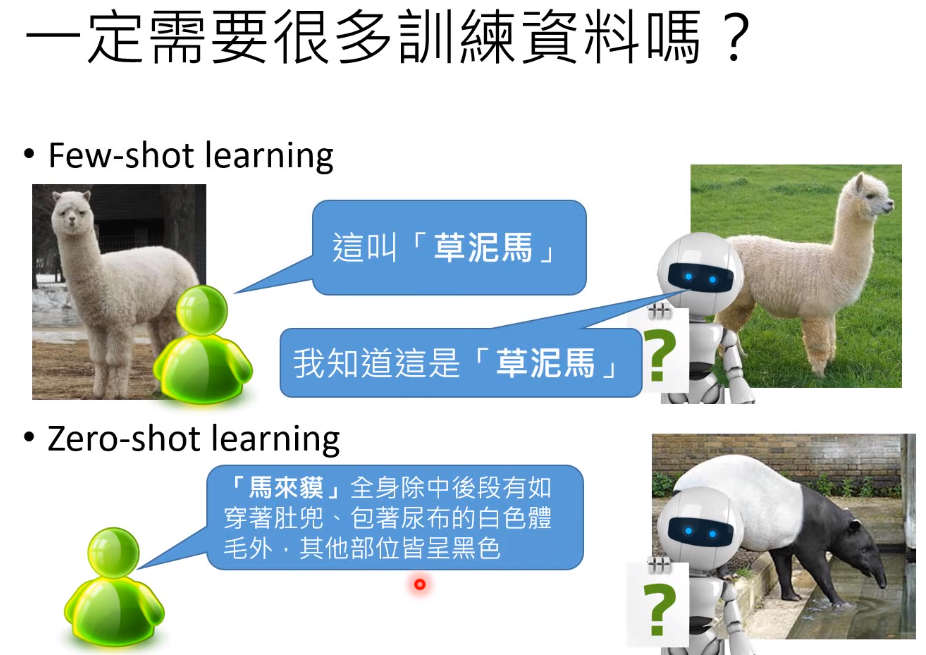 一定需要很多訓練資料嗎？
• Few-shot learning
這叫「草泥馬」
我知道這是「草泥馬」
?
• Zero-shot learning
「馬來貘」全身除中後段有如
穿著肚兜、包著尿布的白色體
毛外，其他部位皆呈黑色
?